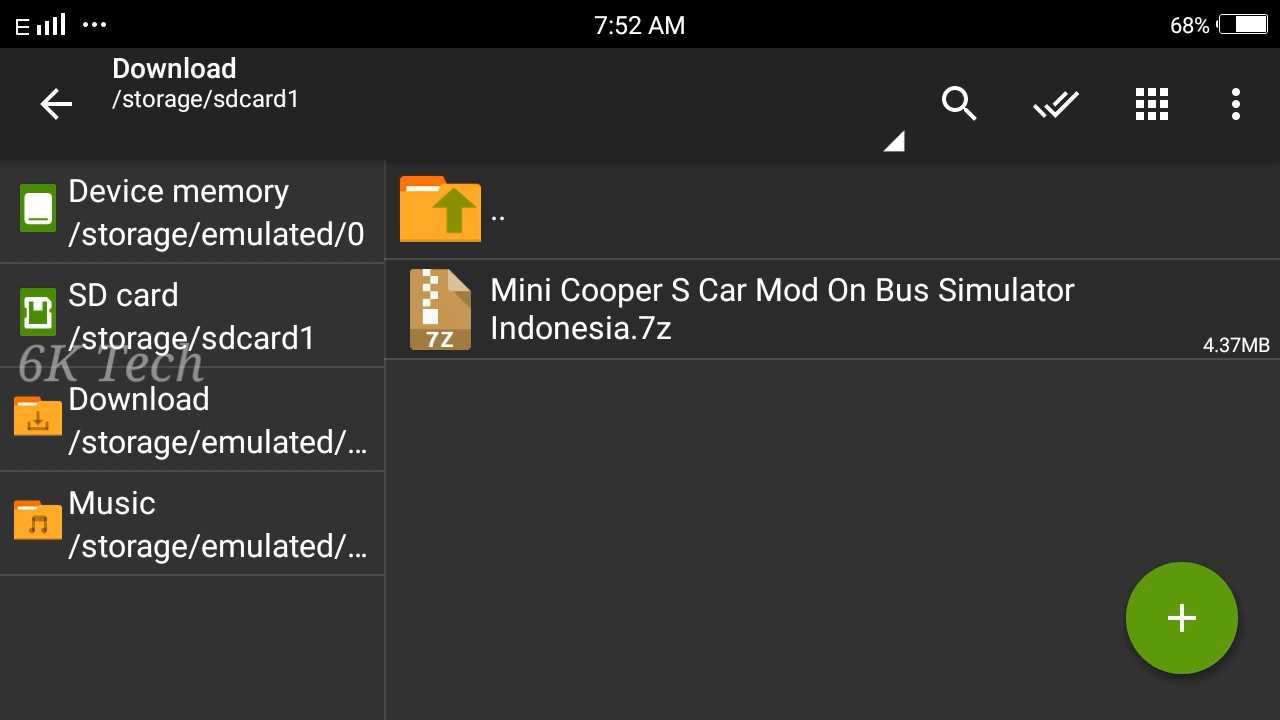 E
7:52 AM
68%
Download
/storage/sdcard1
Device memory
/storage/emulated/0
SD card
/storage/sdcard1
6K Tech
Download
/storage/emulated/...
Music
/storage/emulated/...
..
Mini Cooper S Car Mod On Bus Simulator
Indonesia.7z
7Z
4.37MB